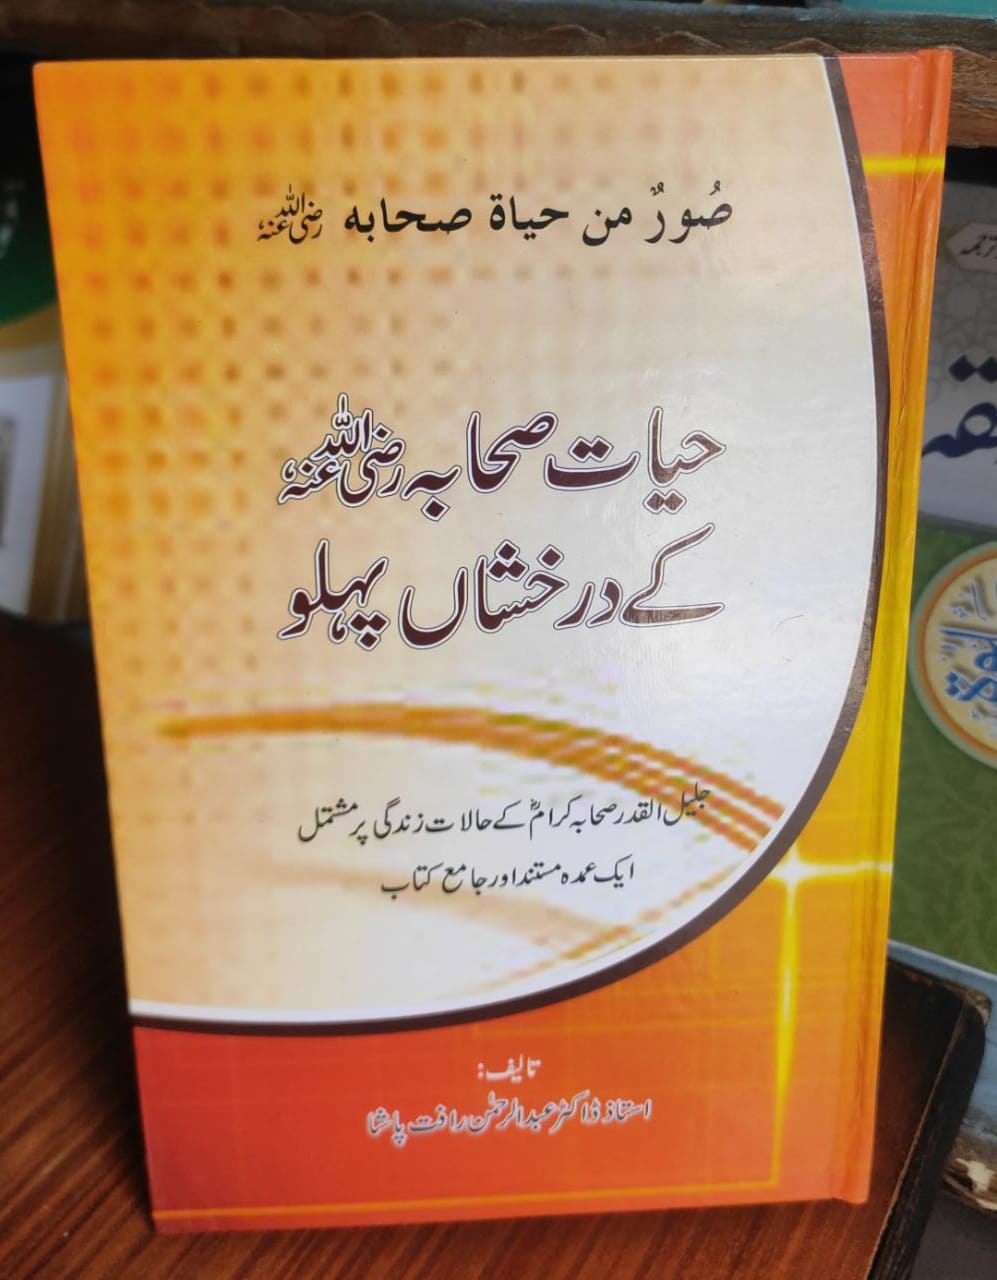 صُورٌ من حياة صحابه رضی اللہ عنہ
حیات صحابہ رضی اللہ عنہ
کے درخشاں پہلو
جلیل القدر صحابہ کرامؓ کے حالات زندگی پر مشتمل
ایک عمدہ مستند اور جامع کتاب
تالیف:
استاذ ڈاکٹر عبدالرحمٰن رافت پاشا
ترجمہ